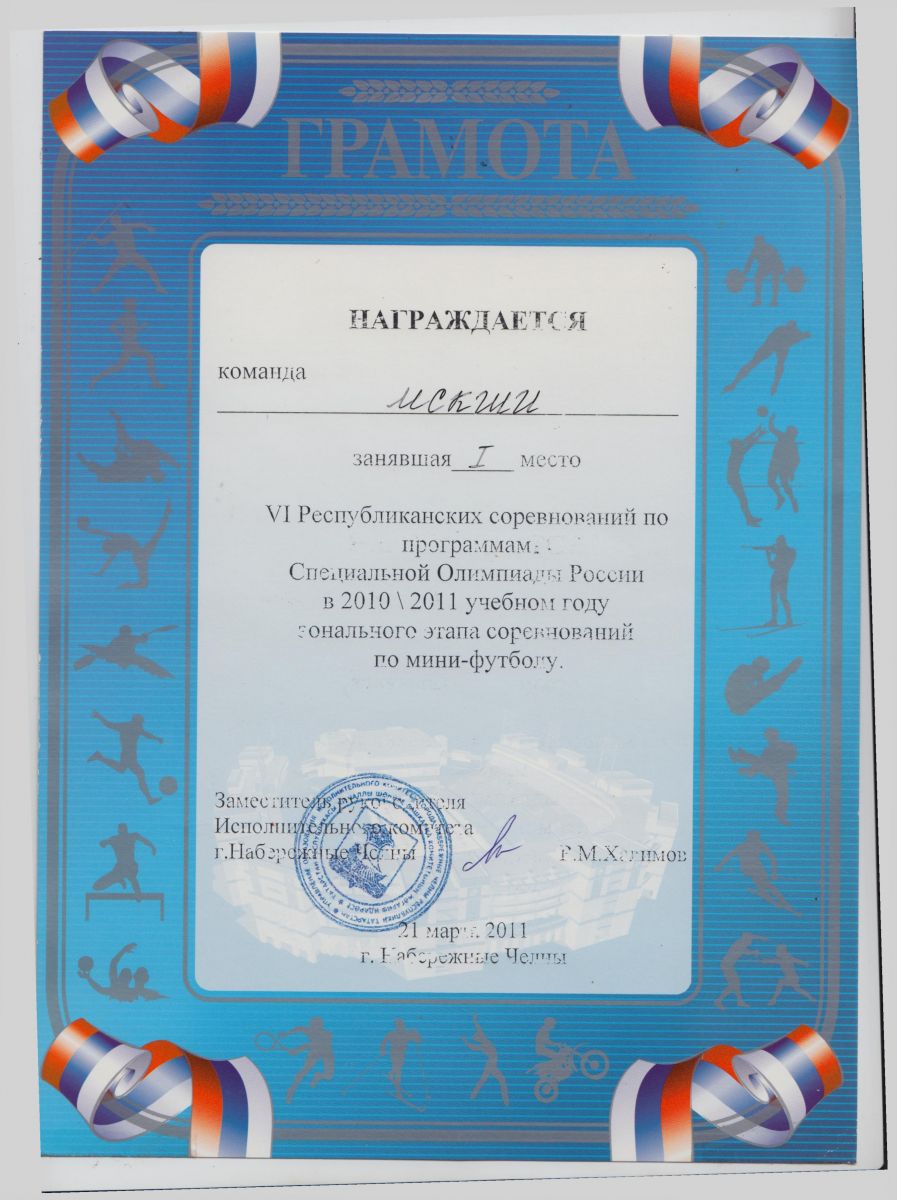 ГРАМОТА
НАГРАЖДАЕТСЯ
команда
мскши
занявшая I место
VI Республиканских соревнований по
программам
Специальной Олимпиады России
в 2010 \ 2011 учебном году
зонального этапа соревнований
по мини-футболу.
Заместитель руководителя
Исполнительного комитета
г.Набережные Челны Р.М.Халимов
21 марта 2011
г. Набережные Челны